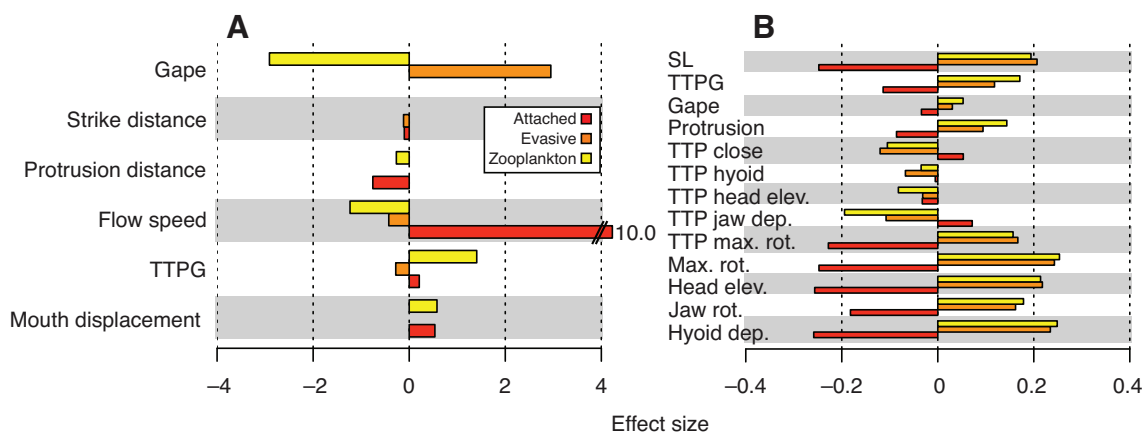 A
Gape
Strike distance
Protrusion distance
Flow speed
TTPG
Mouth displacement
Attached
Evasive
Zooplankton
10.0
–4
–2
0
2
4
B
SL
TTPG
Gape
Protrusion
TTP close
TTP hyoid
TTP head elev.
TTP jaw dep.
TTP max. rot.
Max. rot.
Head elev.
Jaw rot.
Hyoid dep.
–0.4
–0.2
0
0.2
0.4
Effect size